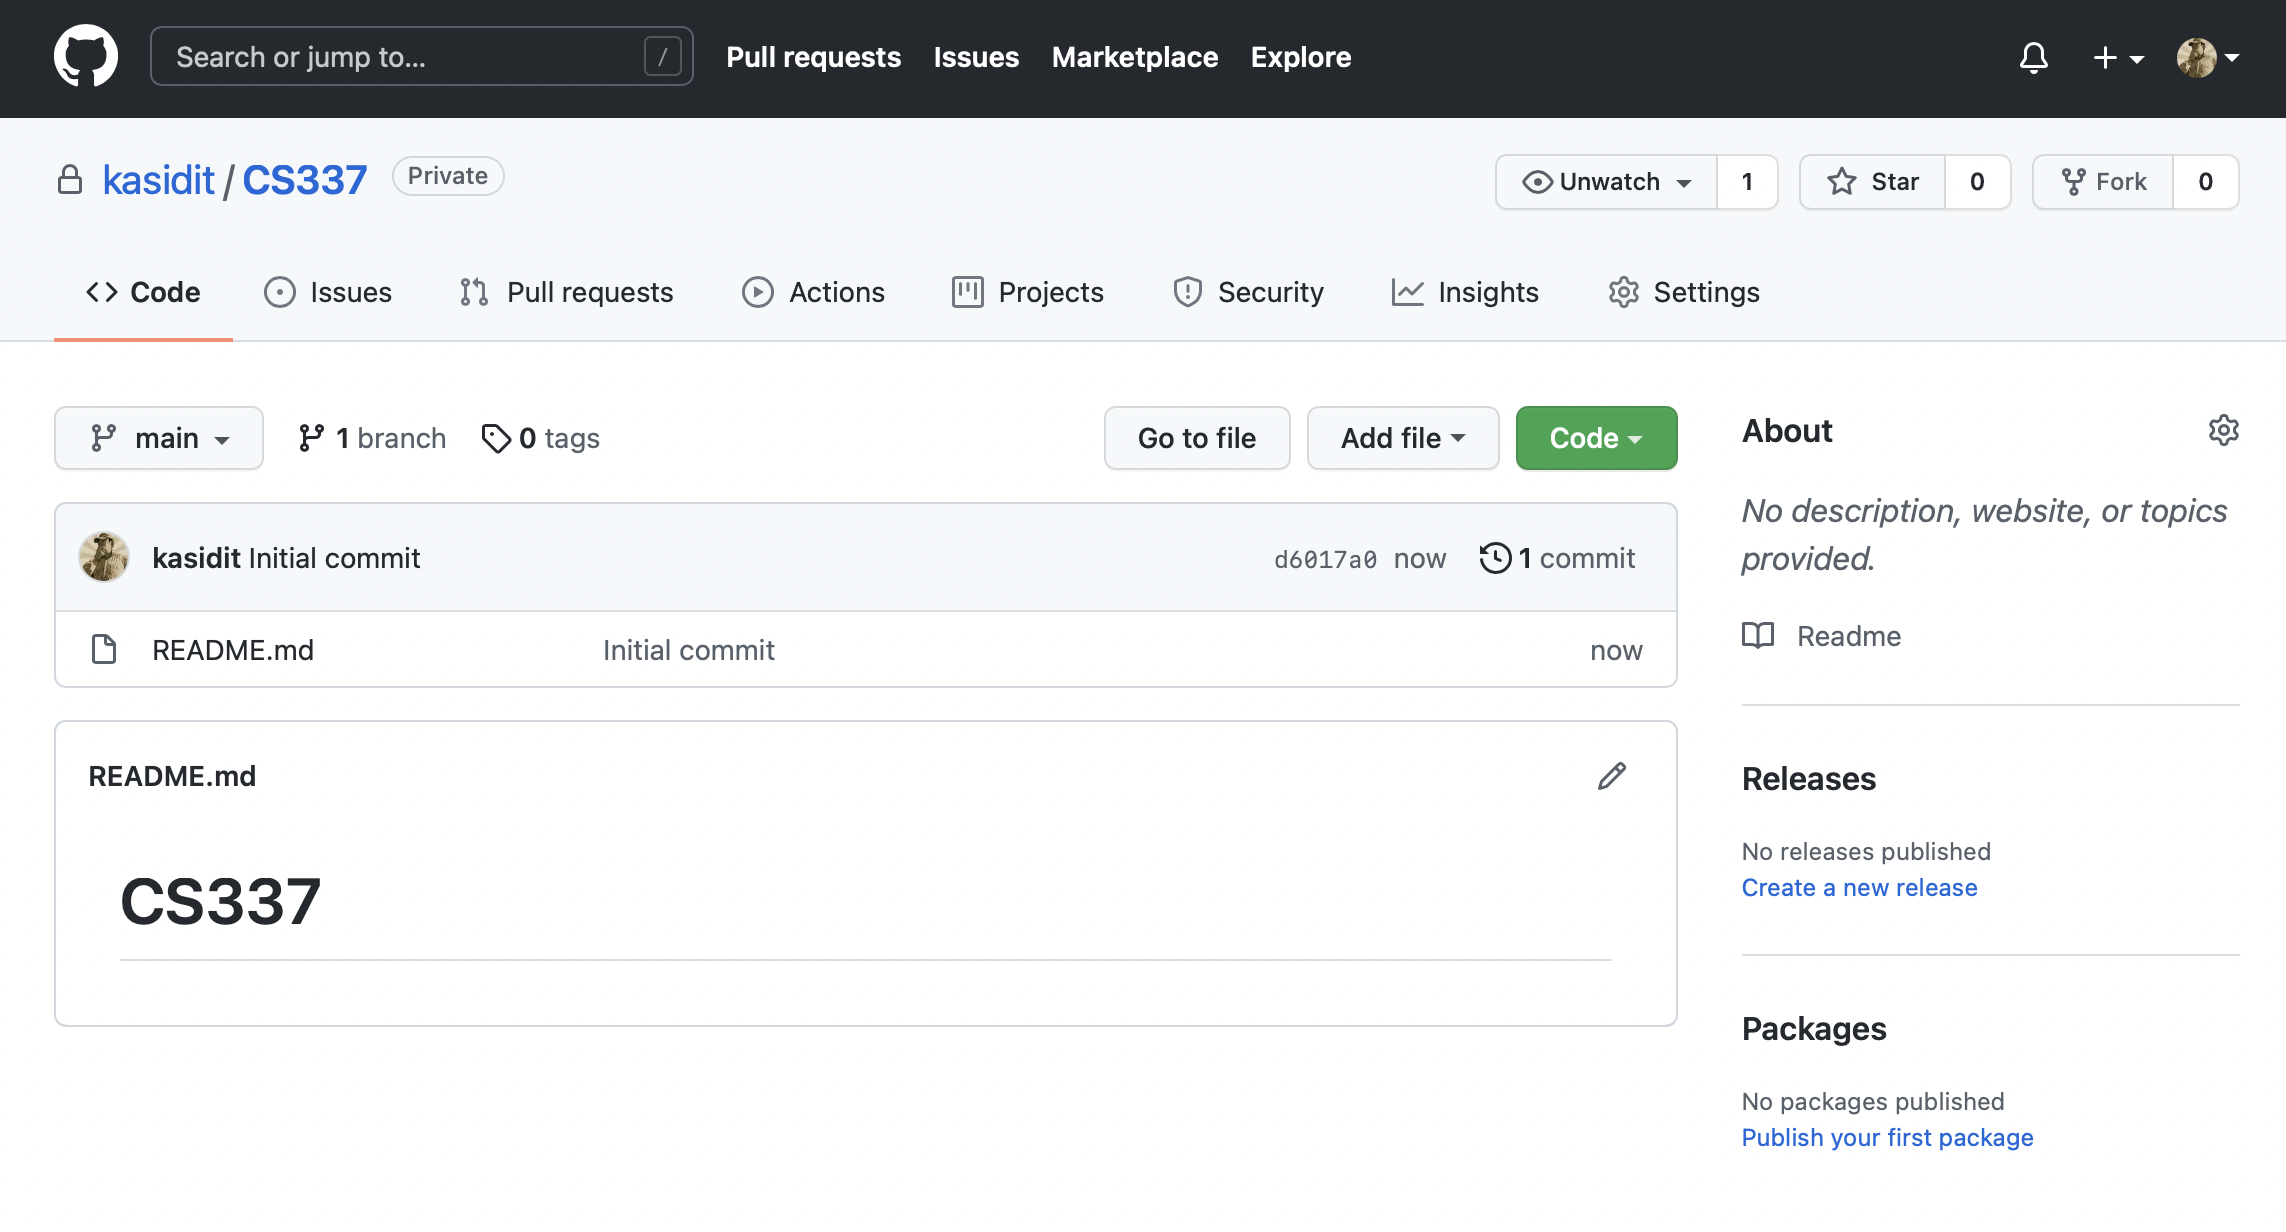 Search or jump to... / Pull requests Issues Marketplace Explore
kasidit / CS337 Private Unwatch 1 Star 0 Fork 0
Code Issues Pull requests Actions Projects Security Insights Settings
main 1 branch 0 tags Go to file Add file Code
kasidit Initial commit d6017a0 now 1 commit
README.md Initial commit now
README.md
CS337
About
No description, website, or topics
provided.
Readme
Releases
No releases published
Create a new release
Packages
No packages published
Publish your first package